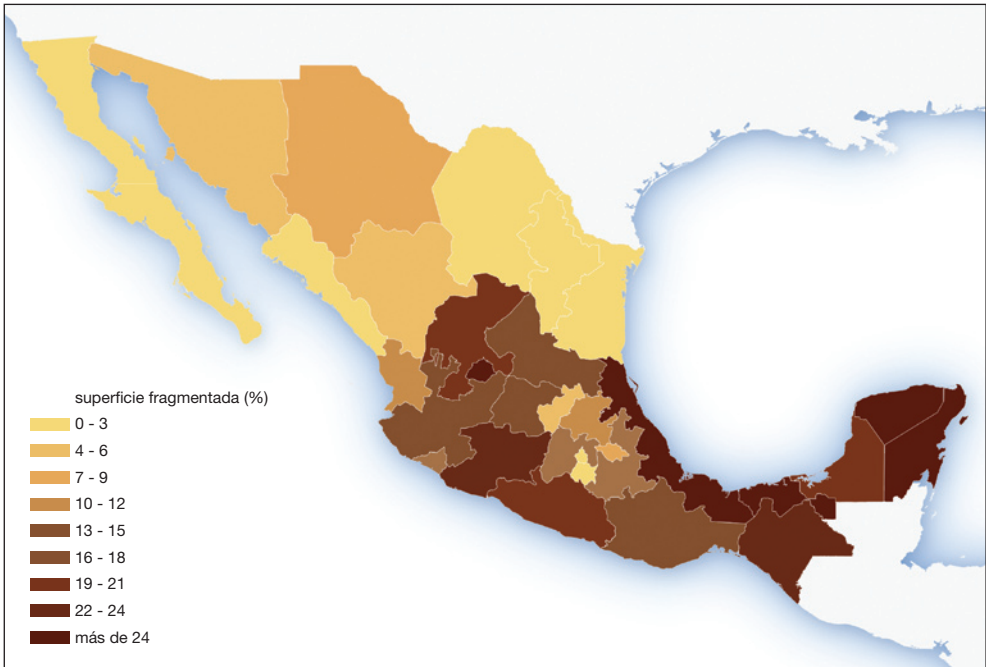 superficie fragmentada (%)
0 - 3
4 - 6
7 - 9
10 - 12
13 - 15
16 - 18
19 - 21
22 - 24
más de 24